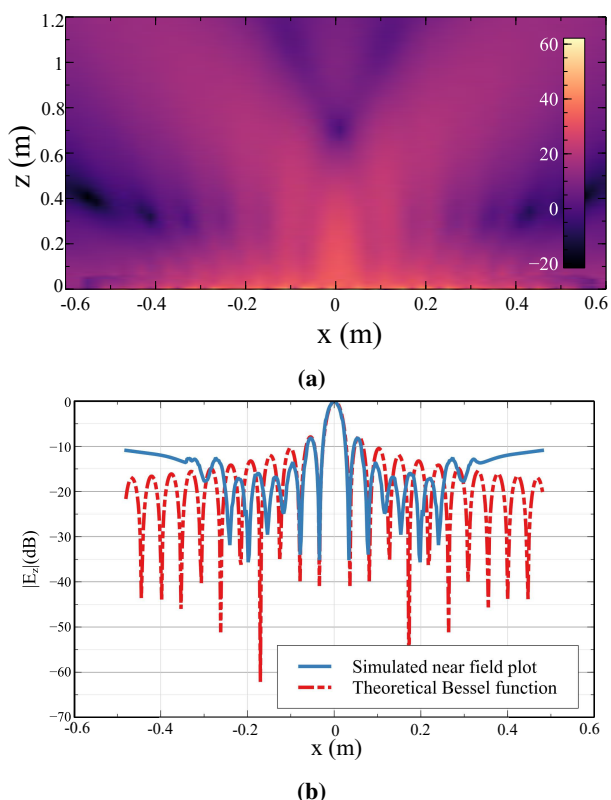 1.2
1.0
0.8
0.6
0.4
0.2
0
z (m)
60
40
20
0
−20
-0.6 -0.4 -0.2 0 0.2 0.4 0.6
x (m)
(a)
0
−10
−20
−30
−40
−50
−60
−70
|E_z|(dB)
Simulated near field plot
Theoretical Bessel function
-0.6 -0.4 -0.2 0 0.2 0.4 0.6
x (m)
(b)